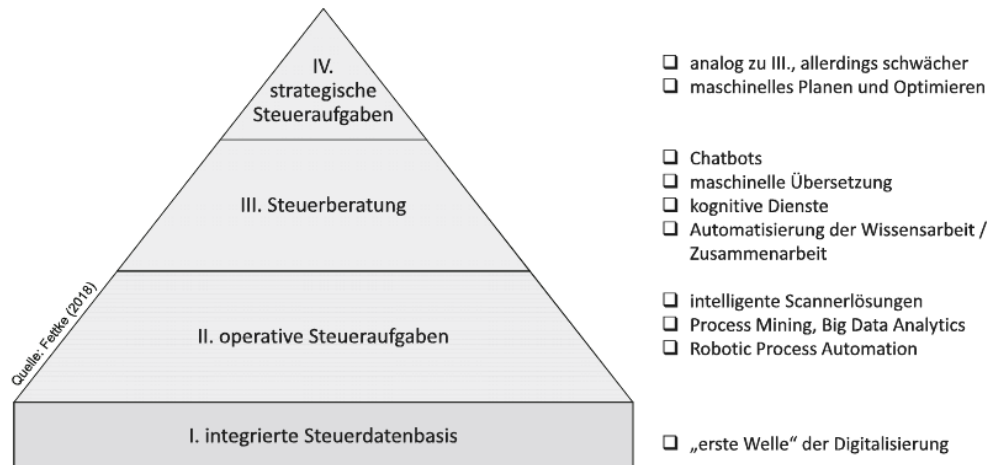 IV.
strategische
Steueraufgaben
❑ analog zu III., allerdings schwächer
❑ maschinelles Planen und Optimieren
III. Steuerberatung
❑ Chatbots
❑ maschinelle Übersetzung
❑ kognitive Dienste
❑ Automatisierung der Wissensarbeit /
Zusammenarbeit
Quelle: Fettke (2018)
II. operative Steueraufgaben
❑ intelligente Scannerlösungen
❑ Process Mining, Big Data Analytics
❑ Robotic Process Automation
I. integrierte Steuerdatenbasis
❑ „erste Welle“ der Digitalisierung